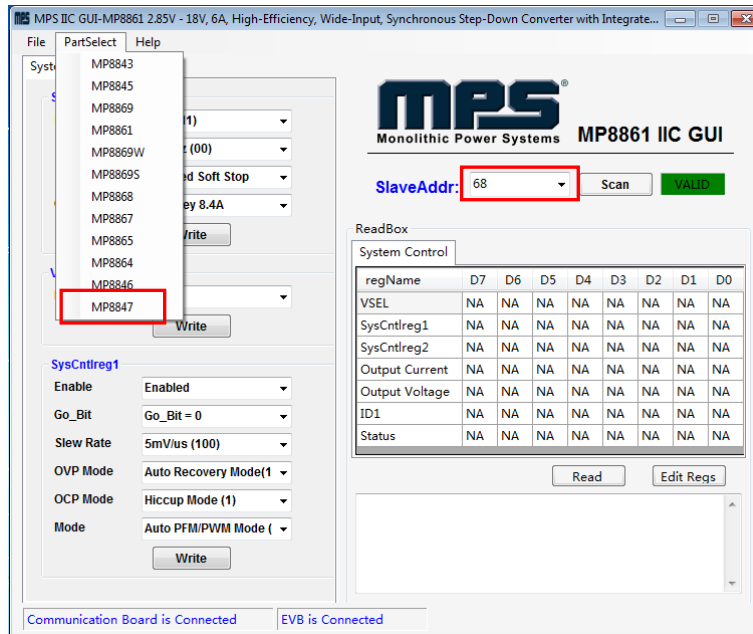 MPS IIC GUI-MP8861 2.85V - 18V, 6A, High-Efficiency, Wide-Input, Synchronous Step-Down Converter with Integrate...
File PartSelect Help
Syst
MP8843
MP8845
MP8869
MP8861
MP8869W
MP8869S
MP8868
MP8867
MP8865
MP8864
MP8846
MP8847
S
1)
z (00)
ed Soft Stop
ey 8.4A
Write
V
Write
SysCntlreg1
Enable Enabled
Go_Bit Go_Bit = 0
Slew Rate 5mV/us (100)
OVP Mode Auto Recovery Mode(1
OCP Mode Hiccup Mode (1)
Mode Auto PFM/PWM Mode (
Write
mps®
Monolithic Power Systems MP8861 IIC GUI
SlaveAddr: 68 Scan VALID
ReadBox
System Control
regName D7 D6 D5 D4 D3 D2 D1 D0
VSEL NA NA NA NA NA NA NA NA
SysCntlreg1 NA NA NA NA NA NA NA NA
SysCntlreg2 NA NA NA NA NA NA NA NA
Output Current NA NA NA NA NA NA NA NA
Output Voltage NA NA NA NA NA NA NA NA
ID1 NA NA NA NA NA NA NA NA
Status NA NA NA NA NA NA NA NA
Read Edit Regs
Communication Board is Connected EVB is Connected